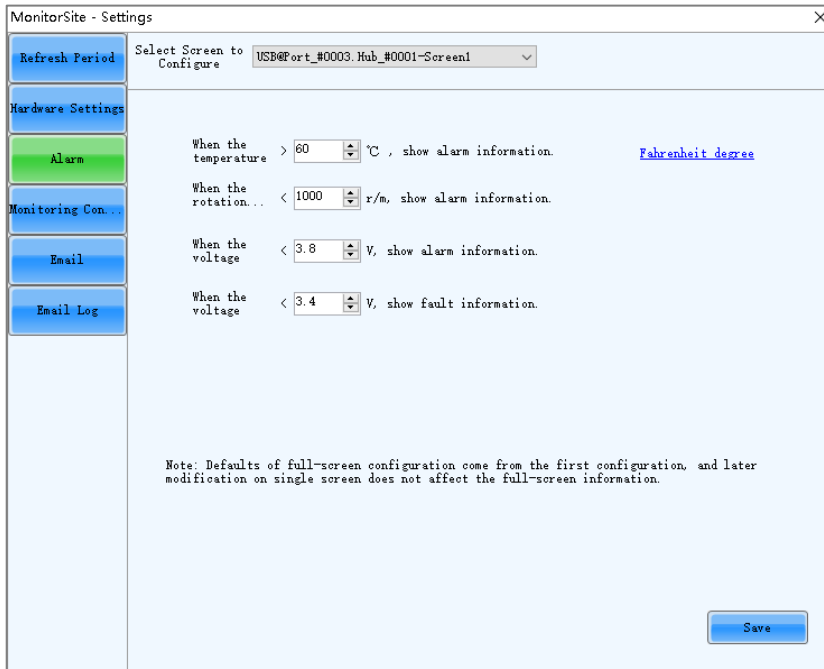 MonitorSite - Settings
Refresh Period
Hardware Settings
Alarm
Monitoring Con...
Email
Email Log
Select Screen to
Configure
USB@Port_#0003.Hub_#0001-Screen1
When the
temperature > 60 ℃ , show alarm information.
Fahrenheit degree
When the
rotation... < 1000 r/m, show alarm information.
When the
voltage < 3.8 V, show alarm information.
When the
voltage < 3.4 V, show fault information.
Note: Defaults of full-screen configuration come from the first configuration, and later
modification on single screen does not affect the full-screen information.
Save